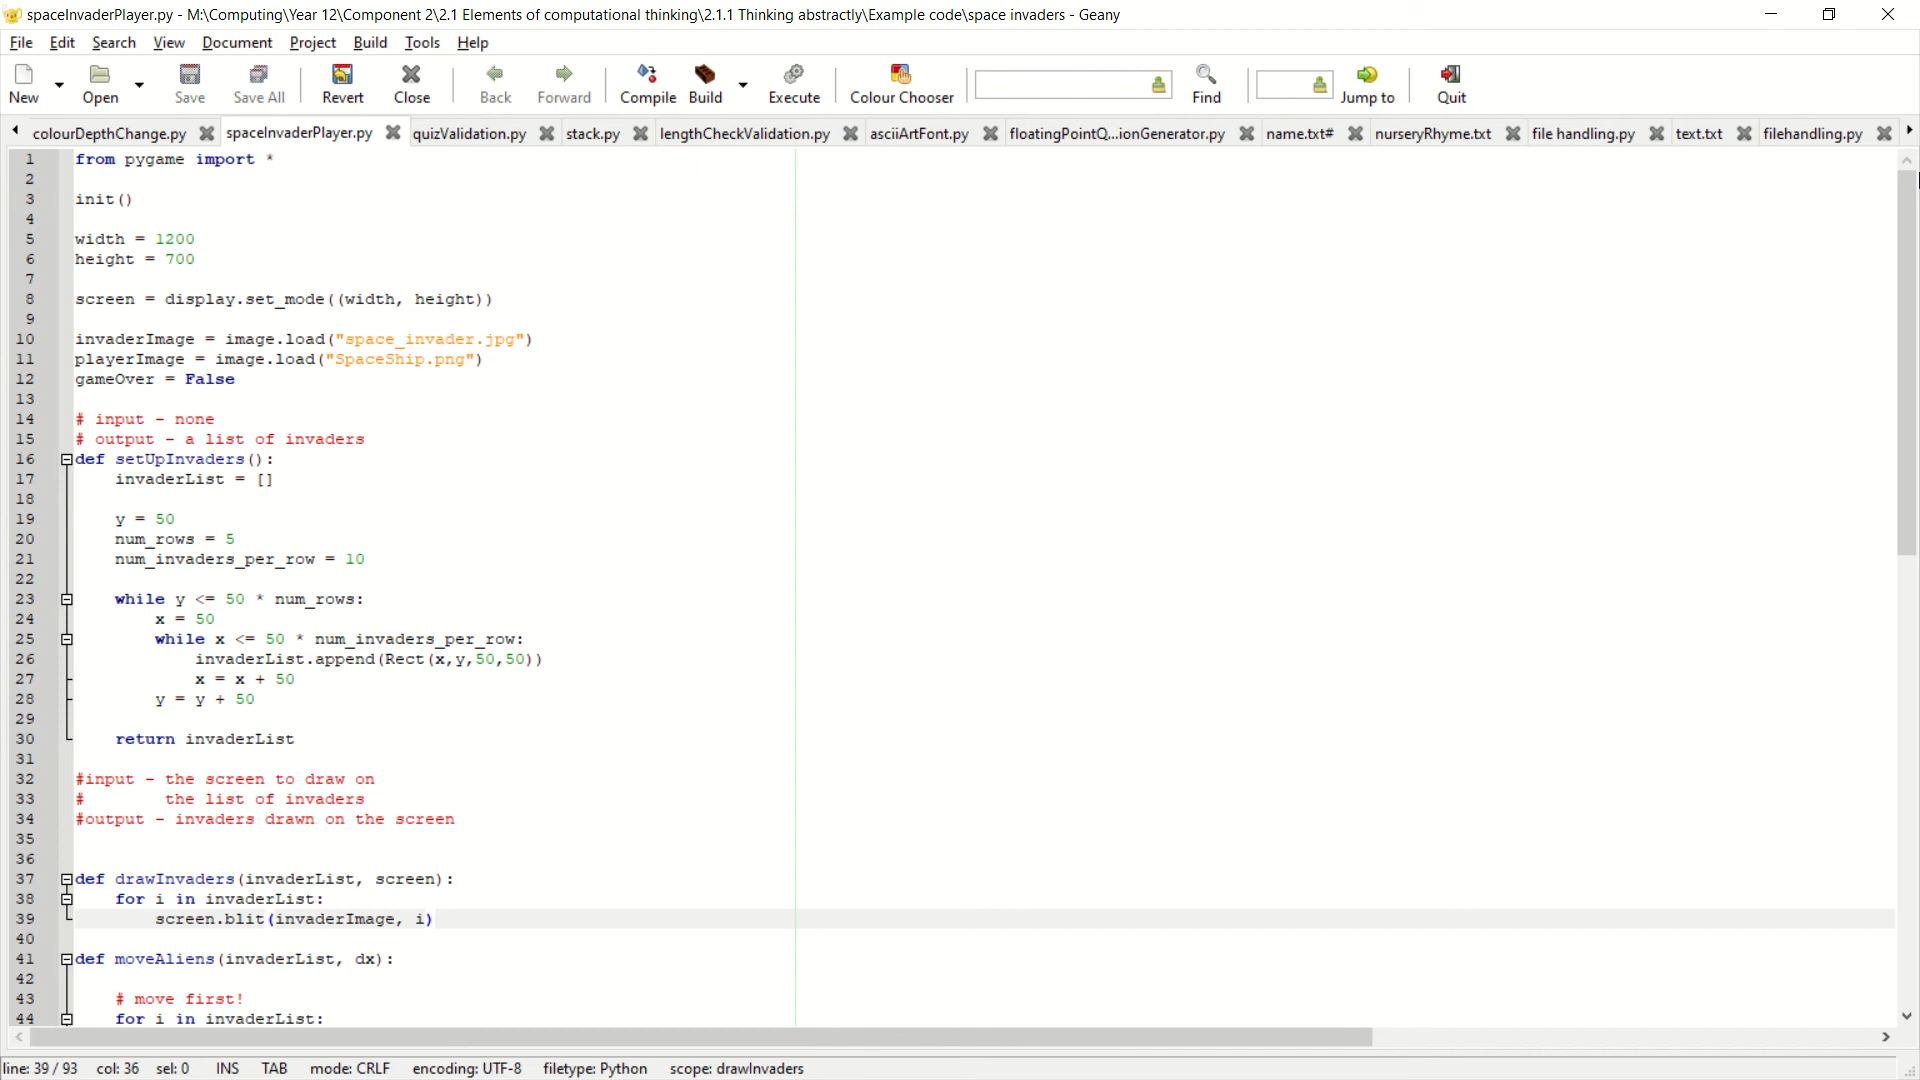 spaceInvaderPlayer.py - M:\Computing\Year 12\Component 2\2.1 Elements of computational thinking\2.1.1 Thinking abstractly\Example code\space invaders - Geany
File Edit Search View Document Project Build Tools Help
New Open Save Save All Revert Close Back Forward Compile Build Execute Colour Chooser Find Jump to Quit
colourDepthChange.py spaceInvaderPlayer.py quizValidation.py stack.py lengthCheckValidation.py asciiArtFont.py floatingPointQ...ionGenerator.py name.txt# nurseryRhyme.txt file handling.py text.txt filehandling.py
1 from pygame import *
2
3 init()
4
5 width = 1200
6 height = 700
7
8 screen = display.set_mode((width, height))
9
10 invaderImage = image.load("space_invader.jpg")
11 playerImage = image.load("SpaceShip.png")
12 gameOver = False
13
14 # input - none
15 # output - a list of invaders
16 def setUpInvaders():
17 invaderList = []
18
19 y = 50
20 num_rows = 5
21 num_invaders_per_row = 10
22
23 while y <= 50 * num_rows:
24 x = 50
25 while x <= 50 * num_invaders_per_row:
26 invaderList.append(Rect(x,y,50,50))
27 x = x + 50
28 y = y + 50
29
30 return invaderList
31
32 #input - the screen to draw on
33 # the list of invaders
34 #output - invaders drawn on the screen
35
36
37 def drawInvaders(invaderList, screen):
38 for i in invaderList:
39 screen.blit(invaderImage, i)
40
41 def moveAliens(invaderList, dx):
42
43 # move first!
44 for i in invaderList:
line: 39 / 93 col: 36 sel: 0 INS TAB mode: CRLF encoding: UTF-8 filetype: Python scope: drawInvaders